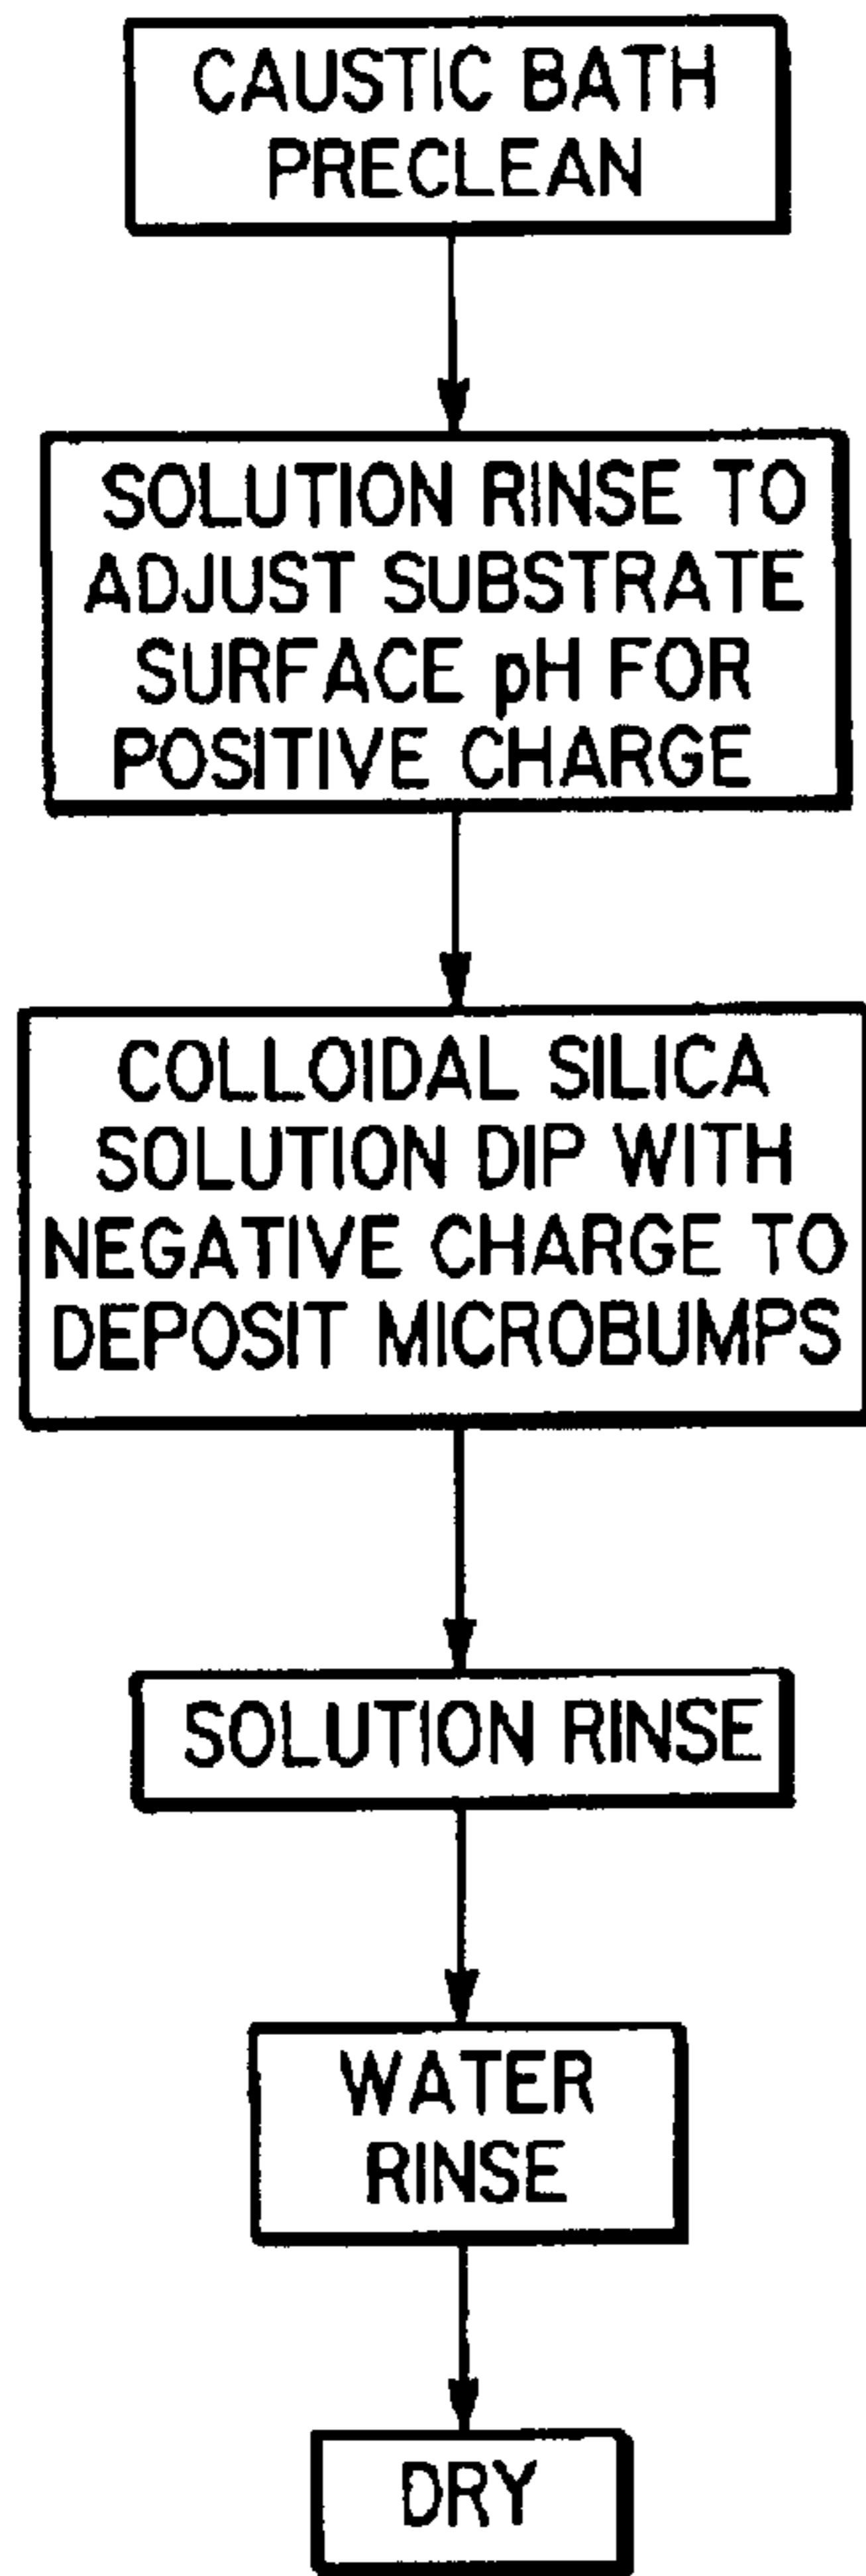 CAUSTIC BATH
PRECLEAN
SOLUTION RINSE TO
ADJUST SUBSTRATE
SURFACE pH FOR
POSITIVE CHARGE
COLLOIDAL SILICA
SOLUTION DIP WITH
NEGATIVE CHARGE TO
DEPOSIT MICROBUMPS
SOLUTION RINSE
WATER
RINSE
DRY